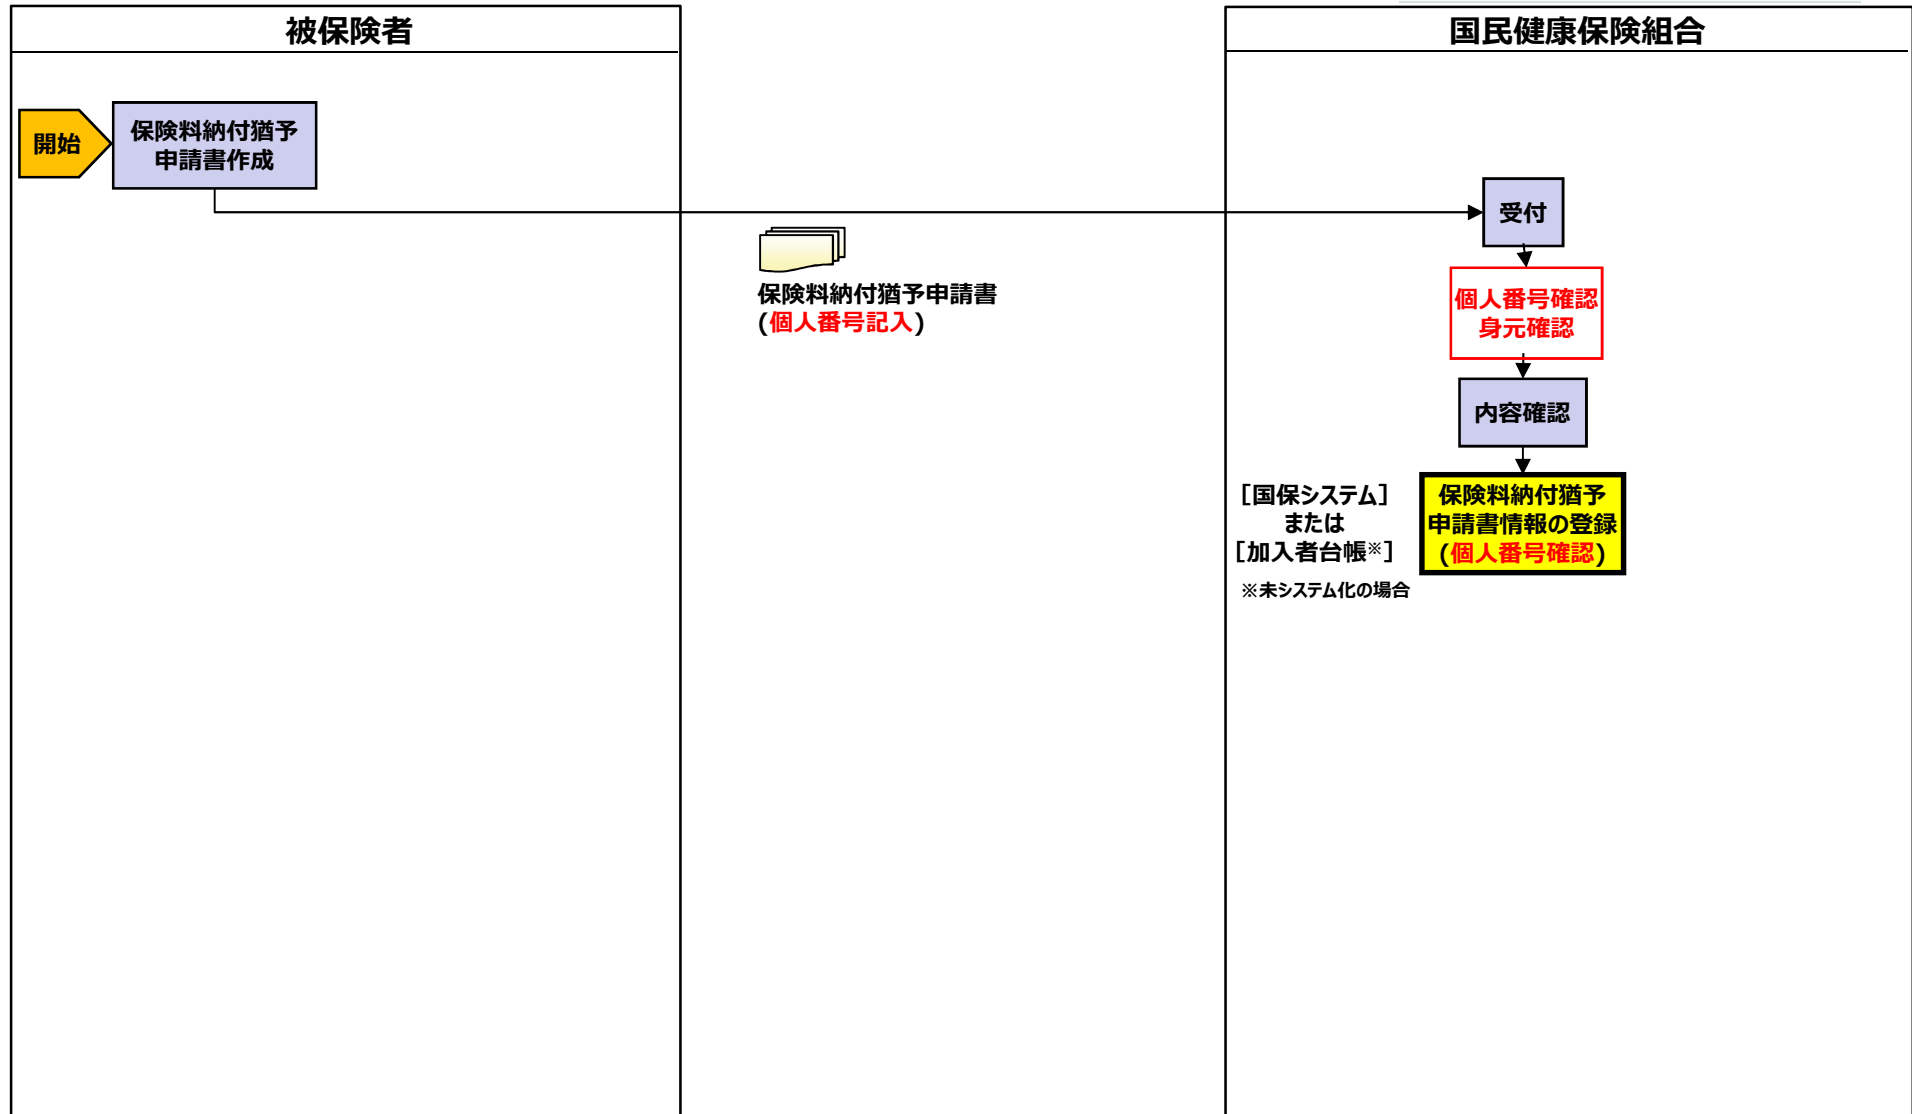 被保険者
国民健康保険組合
開始
保険料納付猶予
申請書作成
受付
保険料納付猶予申請書
(個人番号記入)
個人番号確認
身元確認
内容確認
[国保システム]
または
[加入者台帳※]
※未システム化の場合
保険料納付猶予
申請書情報の登録
(個人番号確認)